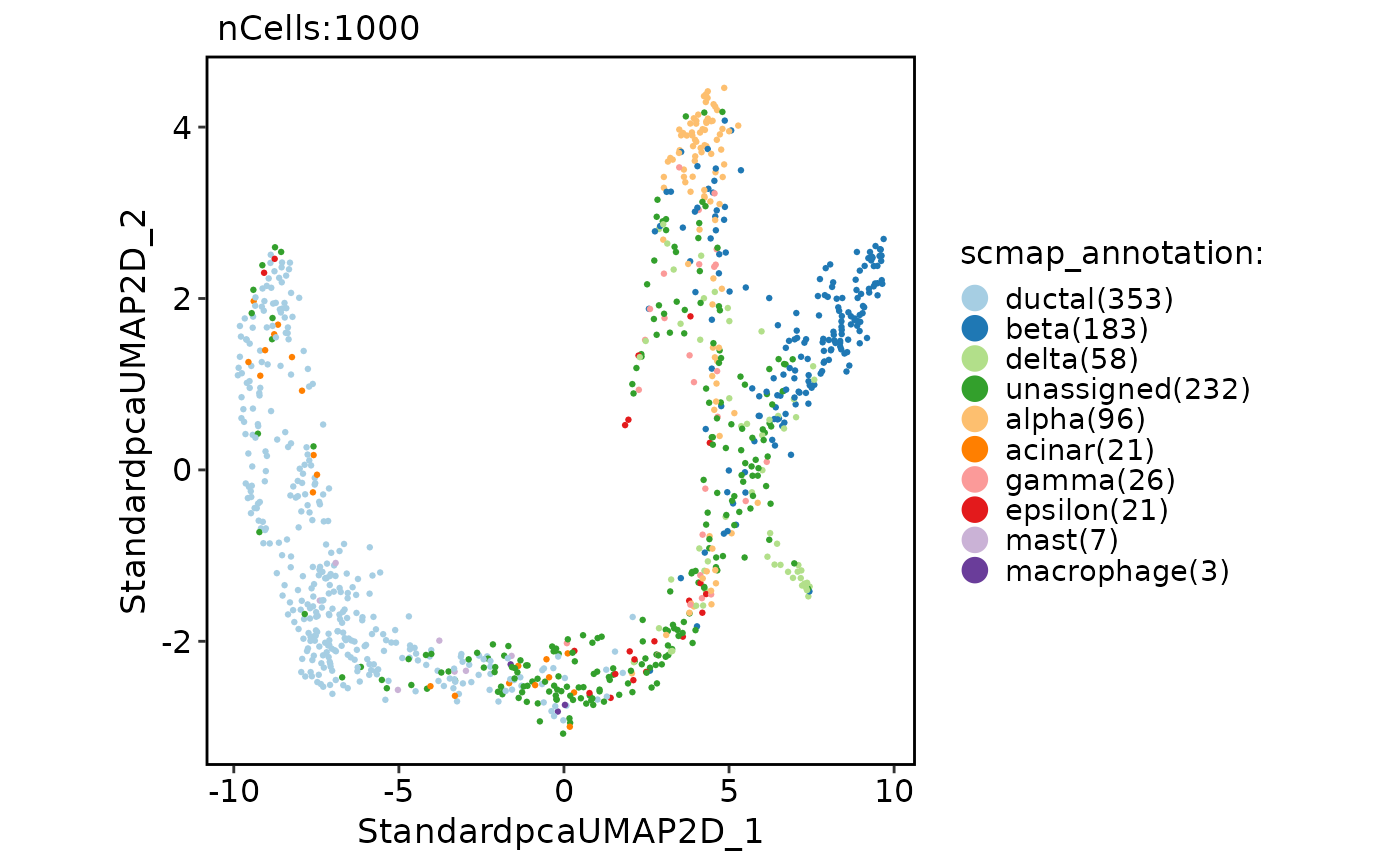 nCells:1000
4
2
0
-2
-10
-5
0
5
10
StandardpcaUMAP2D_1
StandardpcaUMAP2D_2
scmap_annotation:
ductal(353)
beta(183)
delta(58)
unassigned(232)
alpha(96)
acinar(21)
gamma(26)
epsilon(21)
mast(7)
macrophage(3)